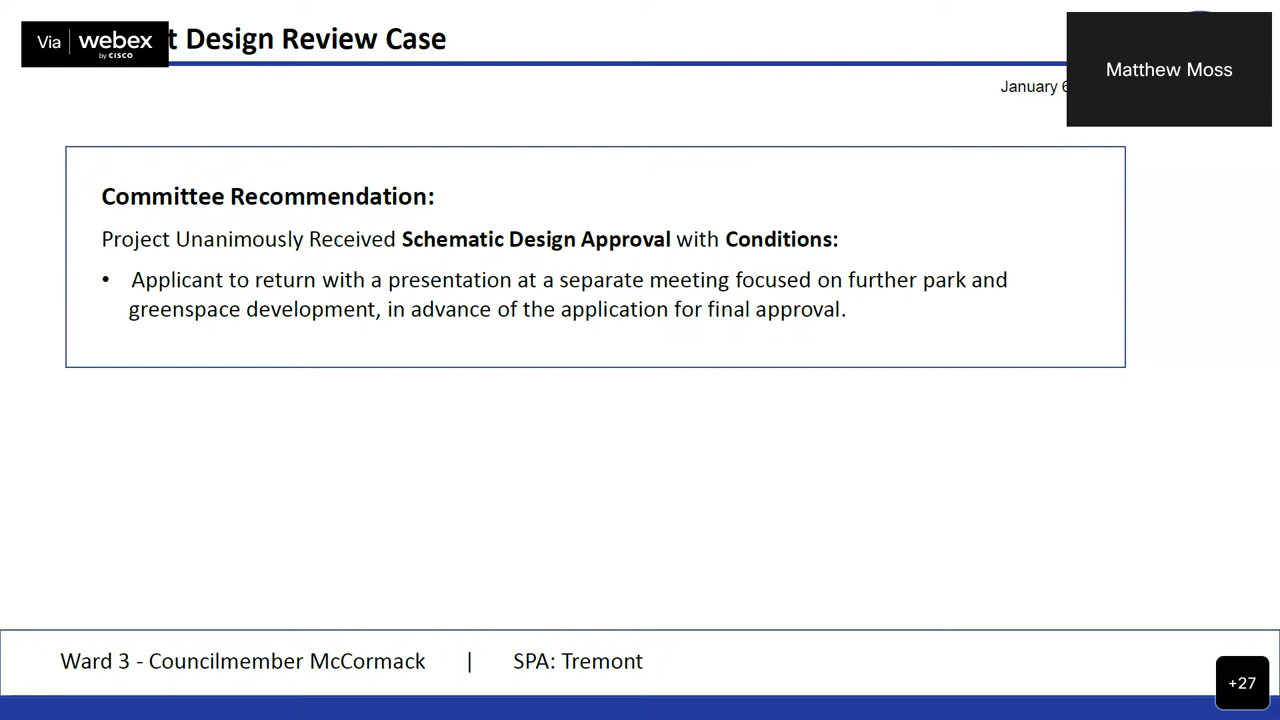 Via webex
by CISCO
Design Review Case
Matthew Moss
January
Committee Recommendation:
Project Unanimously Received Schematic Design Approval with Conditions:
• Applicant to return with a presentation at a separate meeting focused on further park and
greenspace development, in advance of the application for final approval.
Ward 3 - Councilmember McCormack | SPA: Tremont
+27